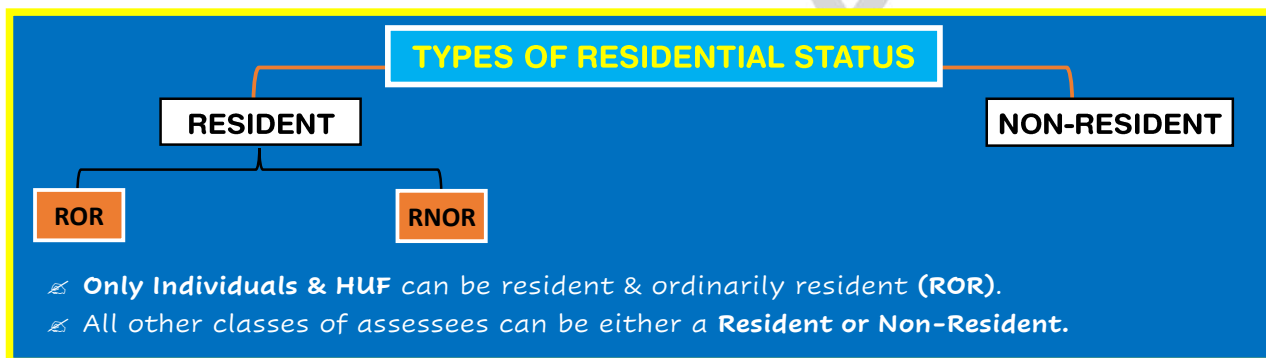 TYPES OF RESIDENTIAL STATUS
RESIDENT
NON-RESIDENT
ROR
RNOR
Only Individuals & HUF can be resident & ordinarily resident (ROR).
All other classes of assessees can be either a Resident or Non-Resident.